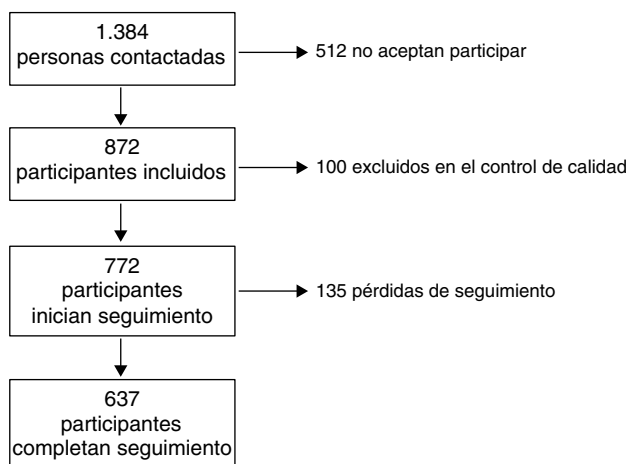 1.384
personas contactadas
512 no aceptan participar
872
participantes incluidos
100 excluidos en el control de calidad
772
participantes
inician seguimiento
135 pérdidas de seguimiento
637
participantes
completan seguimiento